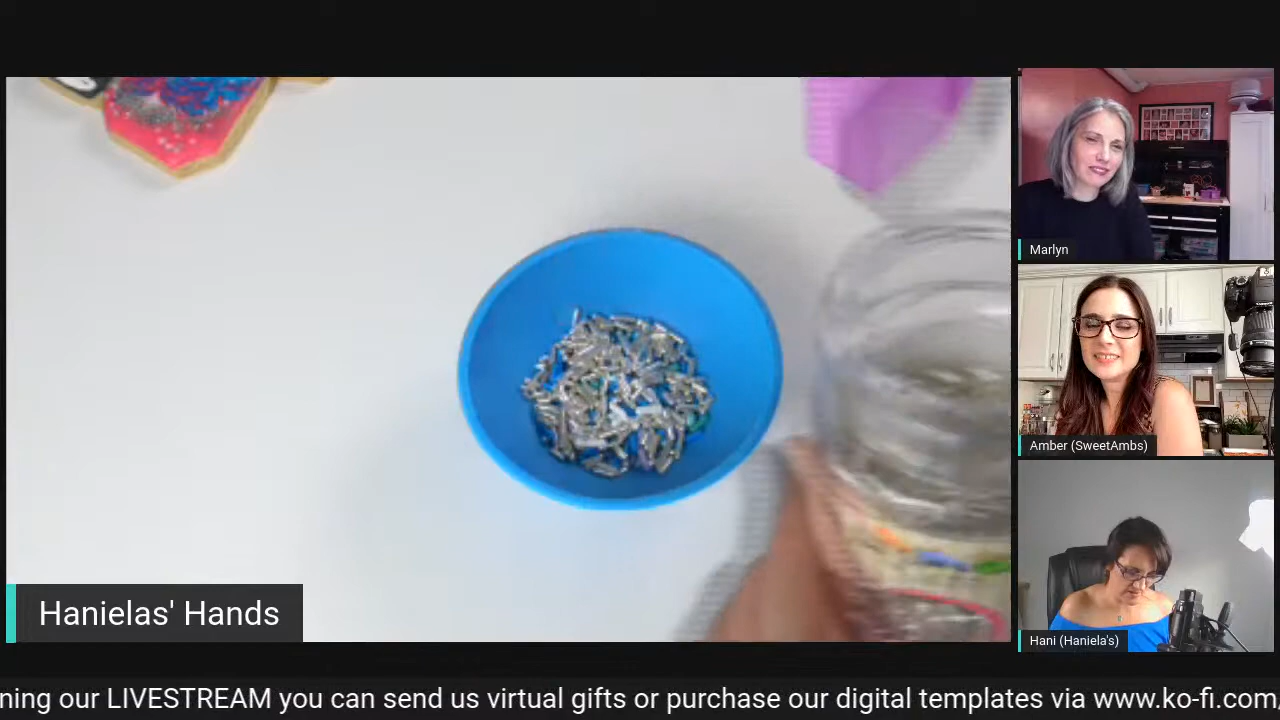 Marlyn
Amber (SweetAmbs)
Hanielas' Hands
Hani (Haniela's)
ning our LIVESTREAM you can send us virtual gifts or purchase our digital templates via www.ko-fi.com/